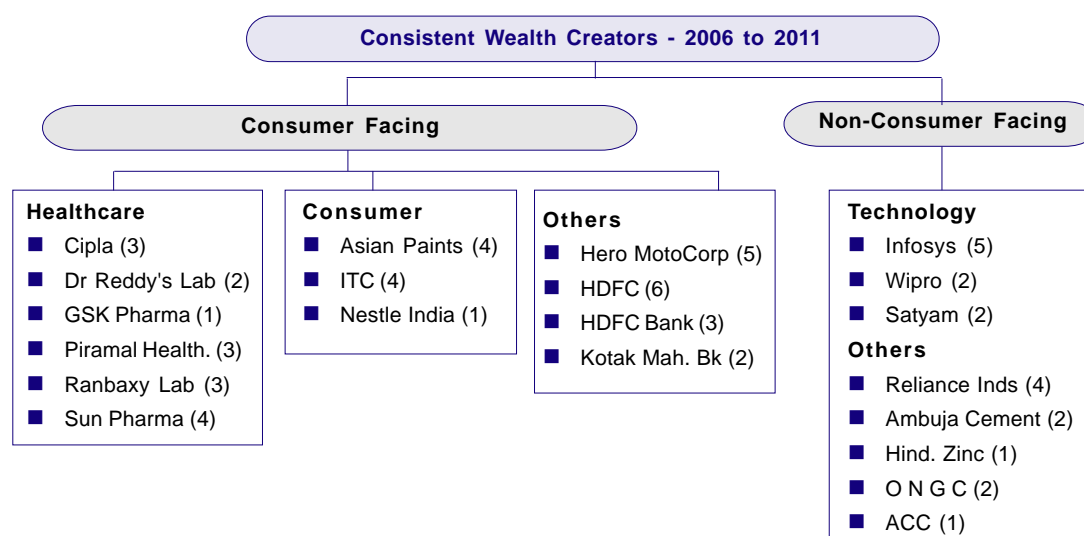 Consistent Wealth Creators - 2006 to 2011
Consumer Facing
Non-Consumer Facing
Healthcare
Cipla (3)
Dr Reddy's Lab (2)
GSK Pharma (1)
Piramal Health. (3)
Ranbaxy Lab (3)
Sun Pharma (4)
Consumer
Asian Paints (4)
ITC (4)
Nestle India (1)
Others
Hero MotoCorp (5)
HDFC (6)
HDFC Bank (3)
Kotak Mah. Bk (2)
Technology
Infosys (5)
Wipro (2)
Satyam (2)
Others
Reliance Inds (4)
Ambuja Cement (2)
Hind. Zinc (1)
O N G C (2)
ACC (1)